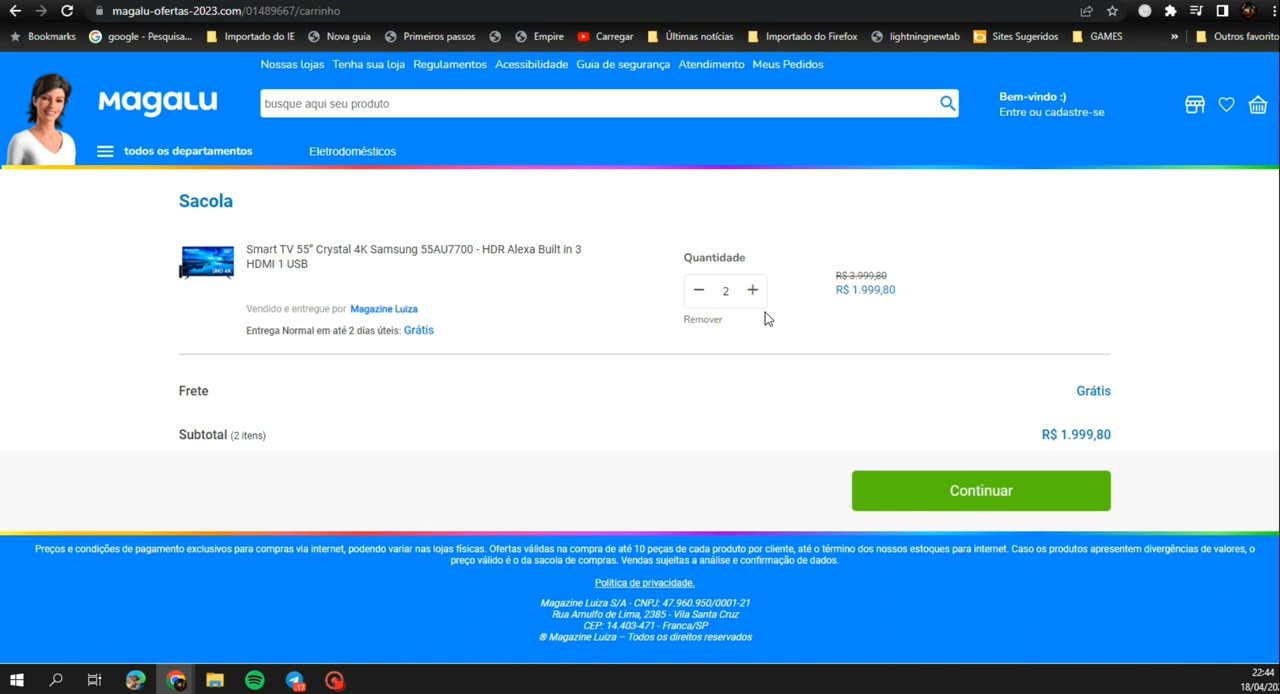 magalu-ofertas-2023.com/01489667/carrinho
Bookmarks google - Pesquisa... Importado do IE Nova guia Primeiros passos Empire Carregar Últimas notícias Importado do Firefox lightningnewtab Sites Sugeridos GAMES » Outros favorito
Nossas lojas Tenha sua loja Regulamentos Acessibilidade Guia de segurança Atendimento Meus Pedidos
Magalu
busque aqui seu produto
Bem-vindo :)
Entre ou cadastre-se
todos os departamentos Eletrodomésticos
Sacola
Smart TV 55" Crystal 4K Samsung 55AU7700 - HDR Alexa Built in 3
HDMI 1 USB
Vendido e entregue por Magazine Luiza
Entrega Normal em até 2 dias úteis: Grátis
Quantidade
− 2 +
Remover
R$ 3.999,80
R$ 1.999,80
Frete Grátis
Subtotal (2 itens) R$ 1.999,80
Continuar
Preços e condições de pagamento exclusivos para compras via internet, podendo variar nas lojas físicas. Ofertas válidas na compra de até 10 peças de cada produto por cliente, até o término dos nossos estoques para internet. Caso os produtos apresentem divergências de valores, o
preço válido é o da sacola de compras. Vendas sujeitas a análise e confirmação de dados.
Política de privacidade.
Magazine Luiza S/A - CNPJ: 47.960.950/0001-21
Rua Arnulfo de Lima, 2385 - Vila Santa Cruz
CEP: 14.403-471 - Franca/SP
® Magazine Luiza – Todos os direitos reservados
22:44
18/04/202